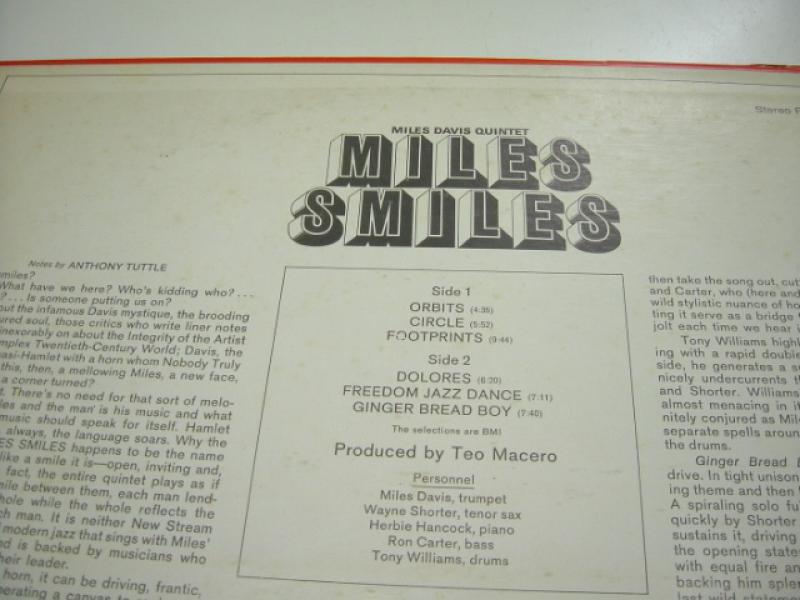 Stereo
MILES DAVIS QUINTET
MILES
SMILES
Notes by ANTHONY TUTTLE
smiles?
What have we here? Who's kidding who?...
?... Is someone putting us on?
out the infamous Davis mystique, the brooding
ured soul, those critics who write liner notes
inexorably on about the Integrity of the Artist
mplex Twentieth-Century World; Davis, the
uasi-Hamlet with a horn whom Nobody Truly
this, then, a mellowing Miles, a new face,
a corner turned?
t. There's no need for that sort of melo-
les and the man is his music and what
music should speak for itself. Hamlet
always, the language soars. Why the
ES SMILES happens to be the name
like a smile it is—open, inviting and,
fact, the entire quintet plays as if
mile between them, each man lend-
hole while the whole reflects the
ch man. It is neither New Stream
modern jazz that sings with Miles'
nd is backed by musicians who
heir leader.
horn, it can be driving, frantic,
Side 1
ORBITS (4:35)
CIRCLE (5:52)
FOOTPRINTS (9:44)
Side 2
DOLORES (6:20)
FREEDOM JAZZ DANCE (7:11)
GINGER BREAD BOY (7:40)
The selections are BMI
Produced by Teo Macero
Personnel
Miles Davis, trumpet
Wayne Shorter, tenor sax
Herbie Hancock, piano
Ron Carter, bass
Tony Williams, drums
then take the song out, cut
and Carter, who (here and
wild stylistic nuance of ho
ting it serve as a bridge
jolt each time we hear
Tony Williams highl
ing with a rapid double
side, he generates a s
nicely undercurrents t
and Shorter. Williams
almost menacing in it
nitely conjured as Mil
separate spells aroun
the drums.
Ginger Bread B
drive. In tight unison
ing theme and then
A spiraling solo fu
quickly by Shorter
sustains it, driving
the opening state
with equal fire an
backing him splen
last wild statem